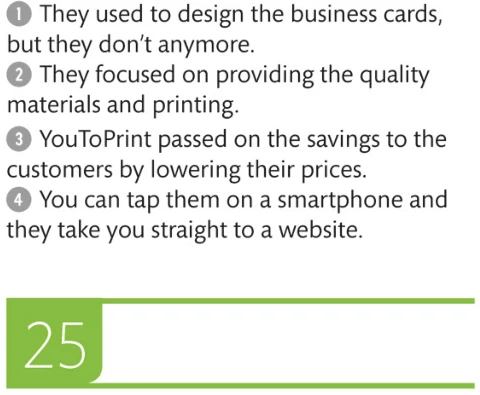 1 They used to design the business cards,
but they don't anymore.
2 They focused on providing the quality
materials and printing.
3 YouToPrint passed on the savings to the
customers by lowering their prices.
4 You can tap them on a smartphone and
they take you straight to a website.
25